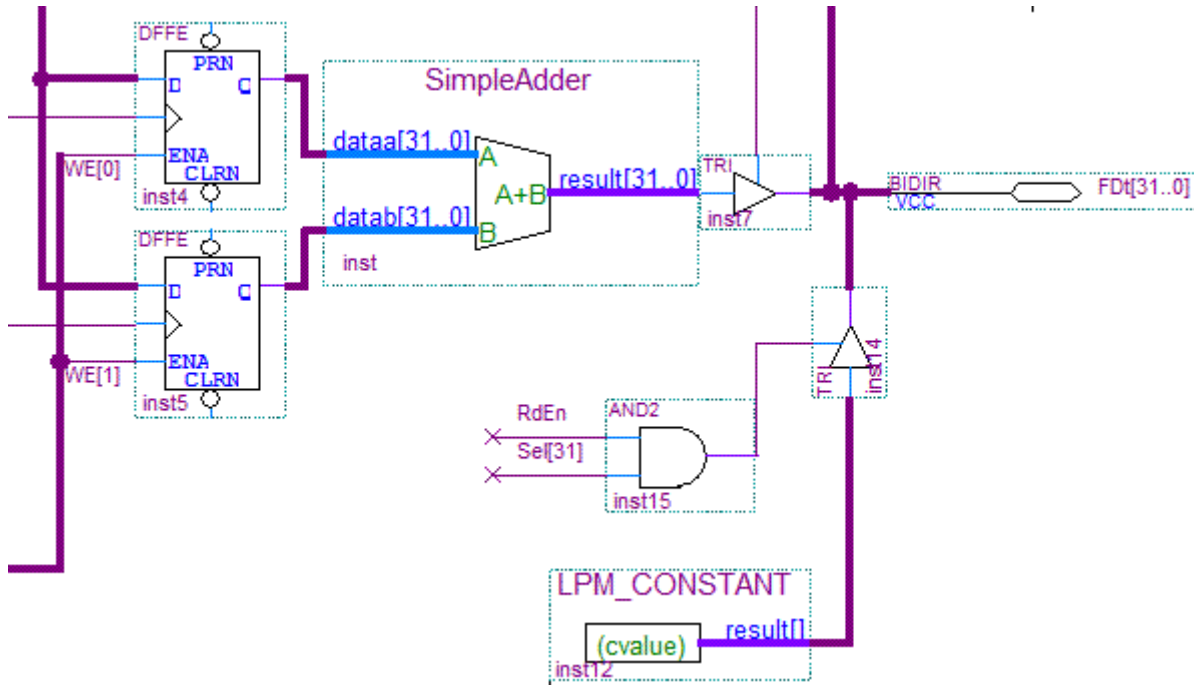 DFFE
PRN
D
Q
ENA
CLRN
WE[0]
inst4
DFFE
PRN
D
Q
ENA
CLRN
WE[1]
inst5
SimpleAdder
dataa[31..0]
A
A+B
result[31..0]
datab[31..0]
B
inst
TRI
inst7
BIDIR
VCC
FDt[31..0]
TRI
inst14
RdEn
Sel[31]
AND2
inst15
LPM_CONSTANT
(cvalue)
result[]
inst12